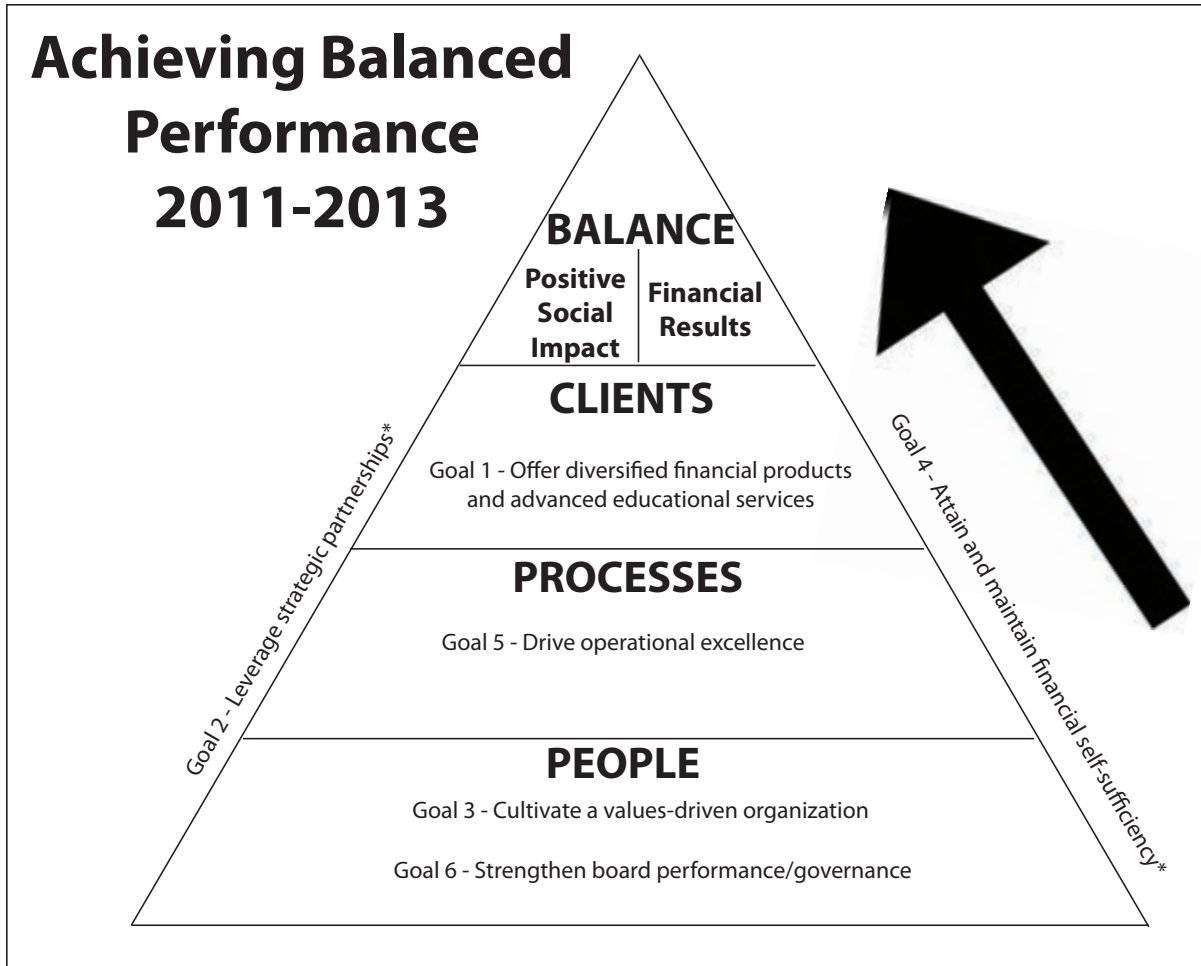 Achieving Balanced
Performance
2011-2013
BALANCE
Positive
Social
Impact
Financial
Results
CLIENTS
Goal 1 - Offer diversified financial products
and advanced educational services
PROCESSES
Goal 5 - Drive operational excellence
PEOPLE
Goal 3 - Cultivate a values-driven organization
Goal 6 - Strengthen board performance/governance
Goal 2 - Leverage strategic partnerships*
Goal 4 - Attain and maintain financial self-sufficiency*